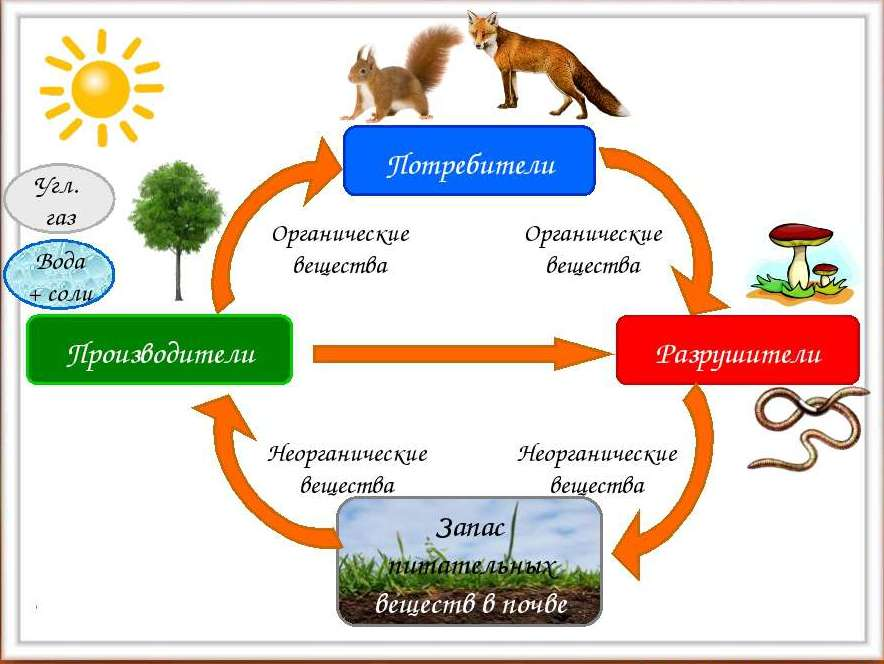 Потребители
Угл.
газ
Вода
+ соли
Органические
вещества
Органические
вещества
Производители
Разрушители
Неорганические
вещества
Неорганические
вещества
Запас
питательных
веществ в почве